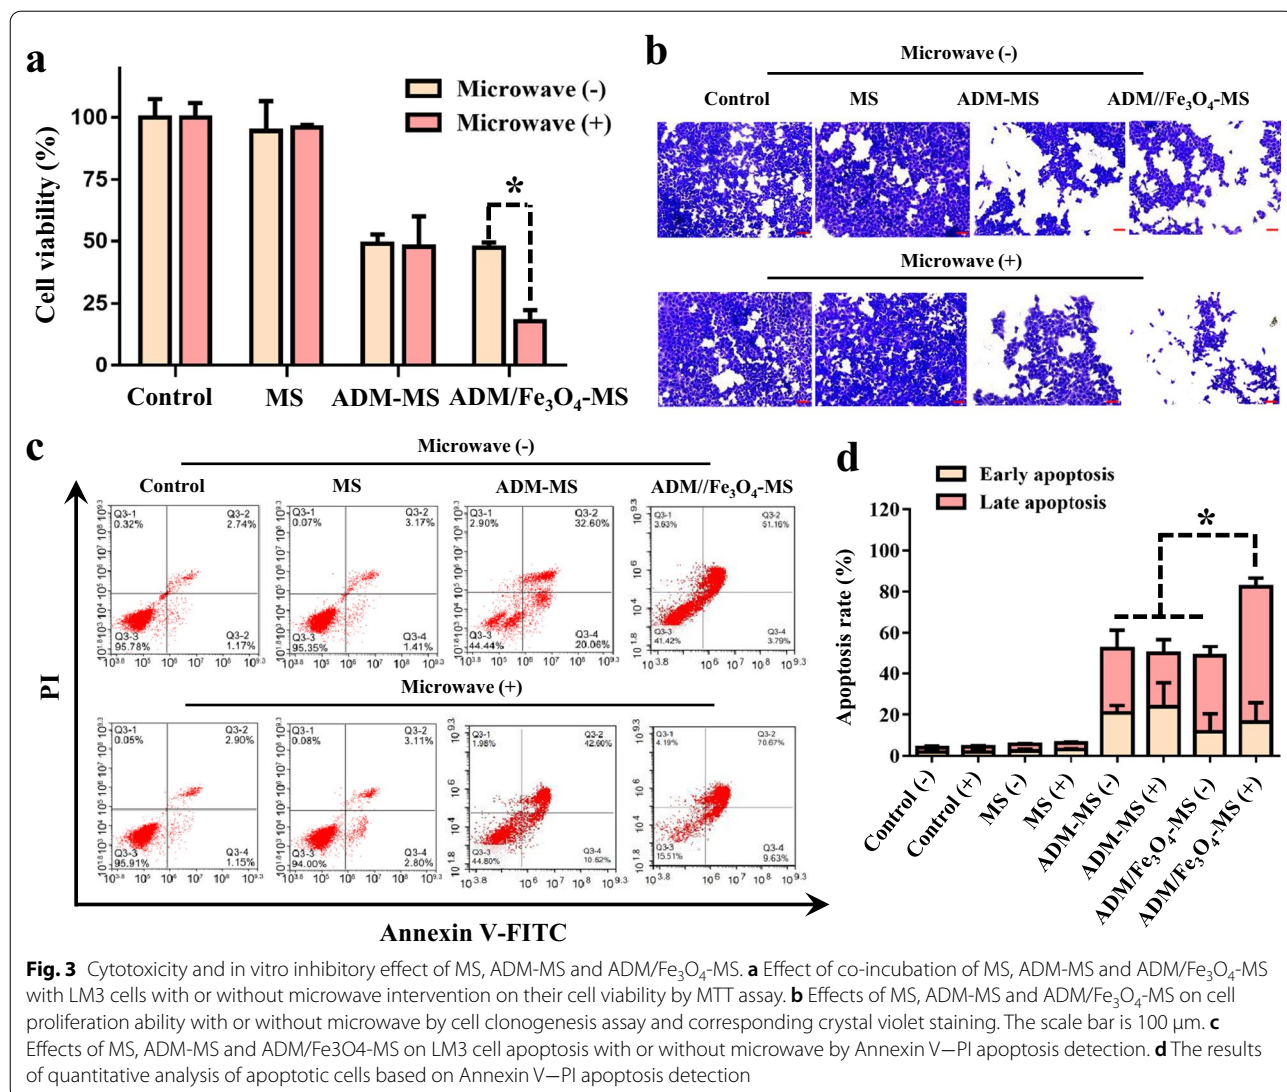 a
Microwave (-)
Microwave (+)
Cell viability (%)
100
75
50
25
0
*
Control
MS
ADM-MS
ADM/Fe₃O₄-MS
b
Microwave (-)
Control
MS
ADM-MS
ADM//Fe₃O₄-MS
Microwave (+)
c
Microwave (-)
Control
MS
ADM-MS
ADM//Fe₃O₄-MS
Q3-1
0.32%
Q3-2
2.74%
Q3-3
95.78%
Q3-2
1.17%
Q3-1
0.07%
Q3-2
3.17%
Q3-3
95.35%
Q3-4
1.41%
Q3-1
2.90%
Q3-2
32.60%
Q3-3
44.44%
Q3-4
20.06%
Q3-1
3.63%
Q3-2
51.16%
Q3-3
41.42%
Q3-4
3.79%
Microwave (+)
Q3-1
0.05%
Q3-2
2.90%
Q3-3
95.91%
Q3-4
1.15%
Q3-1
0.08%
Q3-2
3.11%
Q3-3
94.00%
Q3-4
2.80%
Q3-1
1.98%
Q3-2
42.60%
Q3-3
44.80%
Q3-4
10.62%
Q3-1
4.19%
Q3-2
70.67%
Q3-3
15.51%
Q3-4
9.63%
PI
Annexin V-FITC
d
Early apoptosis
Late apoptosis
Apoptosis rate (%)
120
100
80
60
40
20
0
*
Control (-)
Control (+)
MS (-)
MS (+)
ADM-MS (-)
ADM-MS (+)
ADM/Fe₃O₄-MS (-)
ADM/Fe₃O₄-MS (+)
Fig. 3 Cytotoxicity and in vitro inhibitory effect of MS, ADM-MS and ADM/Fe₃O₄-MS. a Effect of co-incubation of MS, ADM-MS and ADM/Fe₃O₄-MS
with LM3 cells with or without microwave intervention on their cell viability by MTT assay. b Effects of MS, ADM-MS and ADM/Fe₃O₄-MS on cell
proliferation ability with or without microwave by cell clonogenesis assay and corresponding crystal violet staining. The scale bar is 100 μm. c
Effects of MS, ADM-MS and ADM/Fe3O4-MS on LM3 cell apoptosis with or without microwave by Annexin V—PI apoptosis detection. d The results
of quantitative analysis of apoptotic cells based on Annexin V—PI apoptosis detection